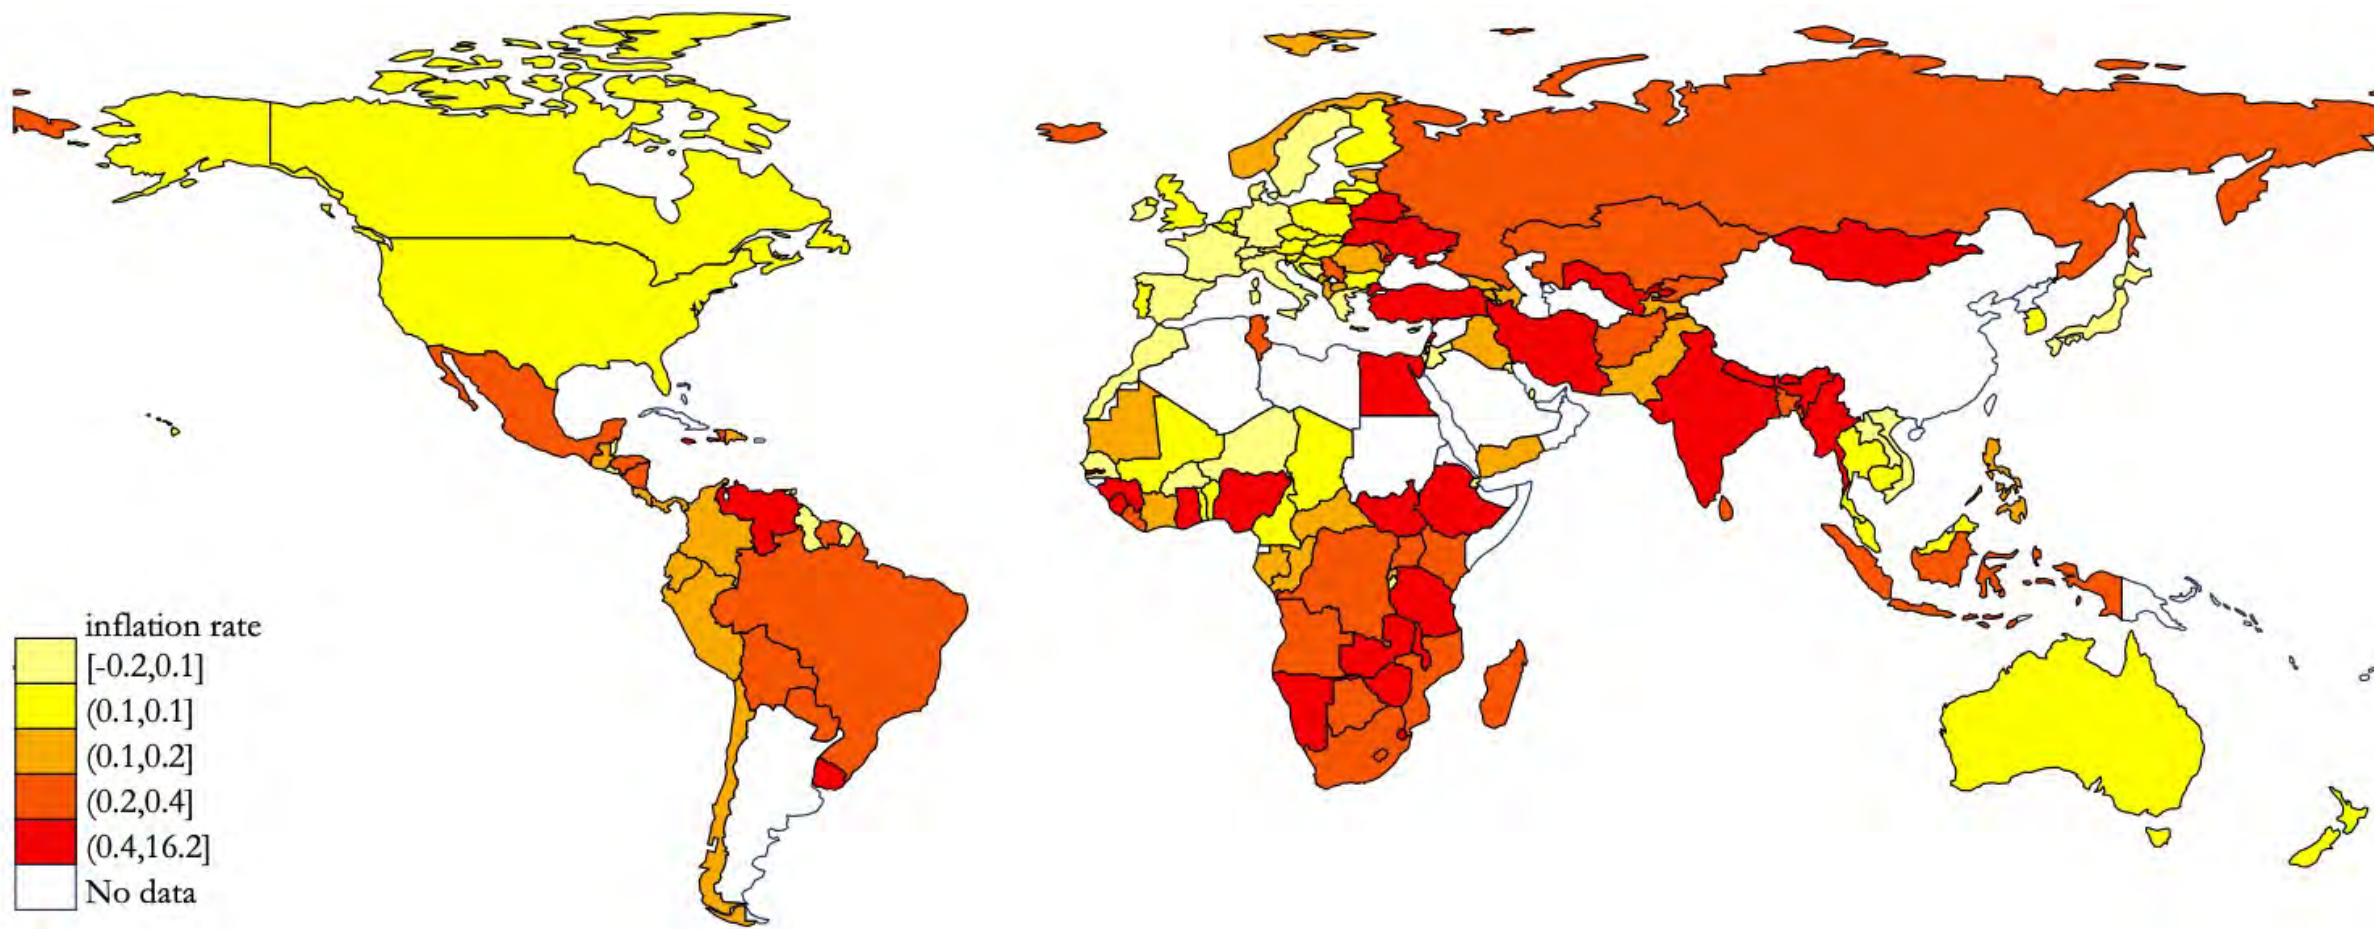 inflation rate
[-0.2,0.1]
(0.1,0.1]
(0.1,0.2]
(0.2,0.4]
(0.4,16.2]
No data